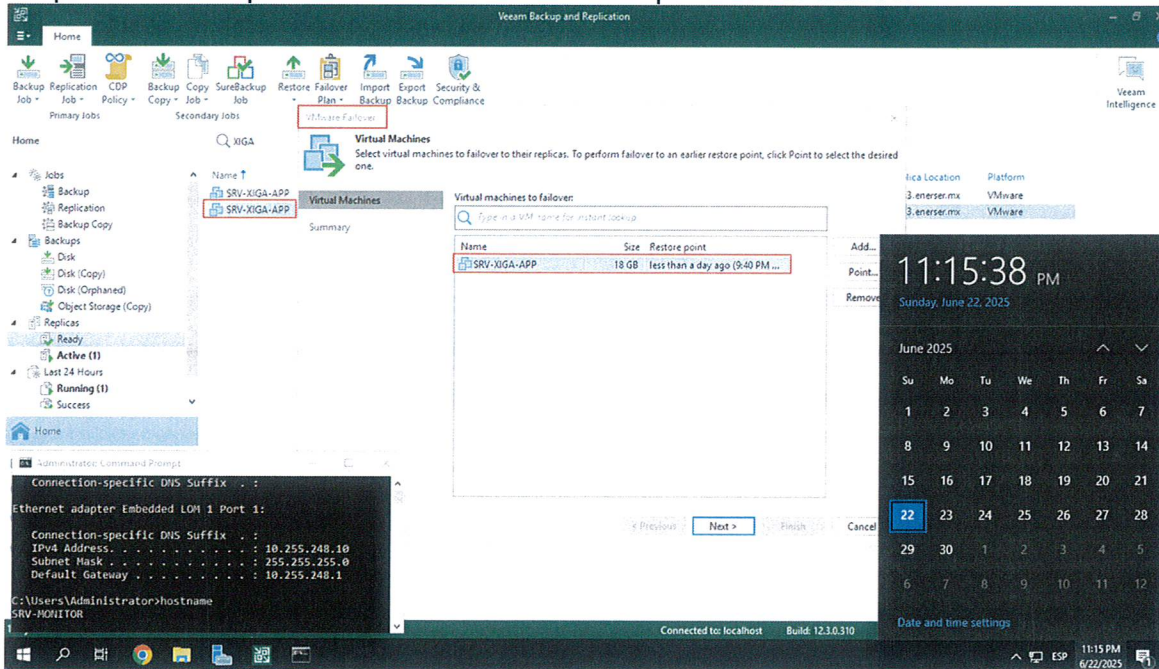 Veeam Backup and Replication
Home
Backup Job
Replication Job
CDP Policy
Backup Copy
Copy Job
SureBackup Job
Restore
Failover Plan
Import Backup
Export Backup
Security & Compliance
Veeam Intelligence
Primary Jobs
Secondary Jobs
VMware Failover
Home
XIGA
Virtual Machines
Select virtual machines to failover to their replicas. To perform failover to an earlier restore point, click Point to select the desired one.
Jobs
Backup
Replication
Backup Copy
Backups
Disk
Disk (Copy)
Disk (Orphaned)
Object Storage (Copy)
Replicas
Ready
Active (1)
Last 24 Hours
Running (1)
Success
Home
Name
SRV-XIGA-APP
SRV-XIGA-APP
Virtual Machines
Summary
Virtual machines to failover:
Type in a VM name for instant lookup
Name Size Restore point
SRV-XIGA-APP 18 GB less than a day ago (9:40 PM ...
Add...
Point...
Remove
lica Location Platform
3.enerser.mx VMware
3.enerser.mx VMware
< Previous
Next >
Finish
Cancel
11:15:38 PM
Sunday, June 22, 2025
June 2025
Su Mo Tu We Th Fr Sa
1 2 3 4 5 6 7
8 9 10 11 12 13 14
15 16 17 18 19 20 21
22 23 24 25 26 27 28
29 30 1 2 3 4 5
6 7 8 9 10 11 12
Date and time settings
Administrator: Command Prompt
Connection-specific DNS Suffix . :
Ethernet adapter Embedded LOM 1 Port 1:
Connection-specific DNS Suffix . :
IPv4 Address. . . . . . . . . . . : 10.255.248.10
Subnet Mask . . . . . . . . . . . : 255.255.255.0
Default Gateway . . . . . . . . . : 10.255.248.1
C:\Users\Administrator>hostname
SRV-MONITOR
Connected to: localhost
Build: 12.3.0.310
ESP
11:15 PM
6/22/2025